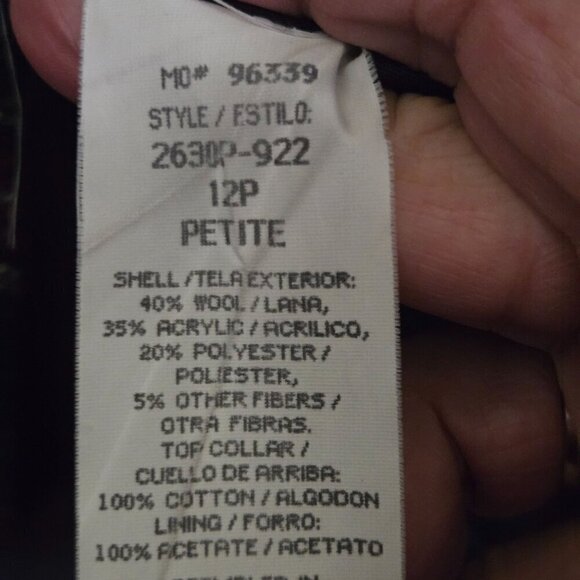 MO# 96339
STYLE / ESTILO:
2630P-922
12P
PETITE
SHELL / TELA EXTERIOR:
40% WOOL / LANA,
35% ACRYLIC / ACRILICO,
20% POLYESTER /
POLIESTER,
5% OTHER FIBERS /
OTRA FIBRAS.
TOP COLLAR /
CUELLO DE ARRIBA:
100% COTTON / ALGODON
LINING / FORRO:
100% ACETATE / ACETATO